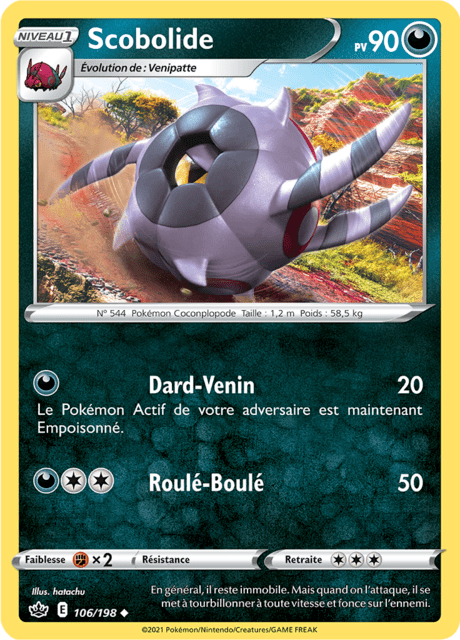 NIVEAU 1
Scobolide
PV 90
Évolution de : Venipatte
N° 544 Pokémon Coconplopode Taille : 1,2 m Poids : 58,5 kg
Dard-Venin 20
Le Pokémon Actif de votre adversaire est maintenant
Empoisonné.
Roulé-Boulé 50
Faiblesse ×2 Résistance Retraite
Illus. hatachu
E 106/198
En général, il reste immobile. Mais quand on l'attaque, il se
met à tourbillonner à toute vitesse et fonce sur l'ennemi.
©2021 Pokémon/Nintendo/Creatures/GAME FREAK